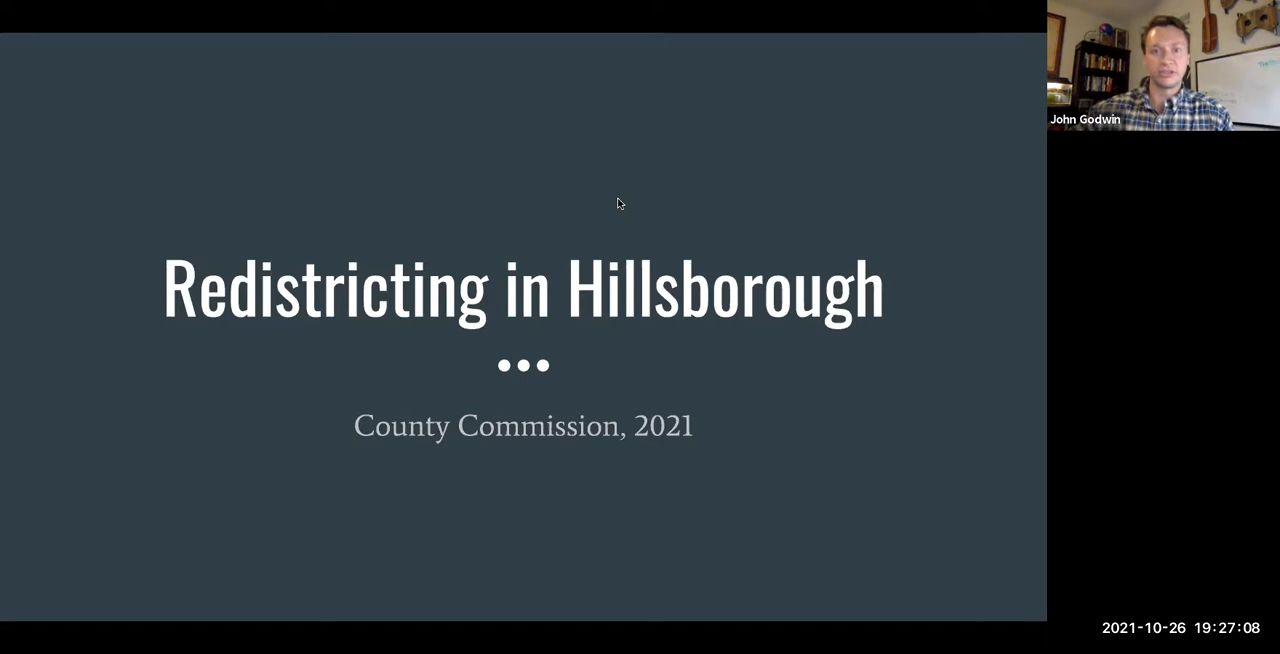 Redistricting in Hillsborough
County Commission, 2021
John Godwin
2021-10-26 19:27:08